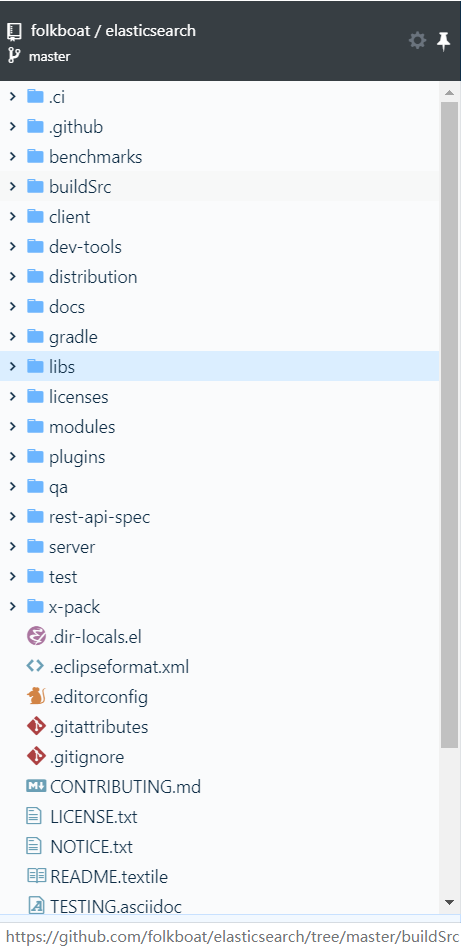 folkboat / elasticsearch
master
.ci
.github
benchmarks
buildSrc
client
dev-tools
distribution
docs
gradle
libs
licenses
modules
plugins
qa
rest-api-spec
server
test
x-pack
.dir-locals.el
.eclipseformat.xml
.editorconfig
.gitattributes
.gitignore
CONTRIBUTING.md
LICENSE.txt
NOTICE.txt
README.textile
TESTING.asciidoc
https://github.com/folkboat/elasticsearch/tree/master/buildSrc